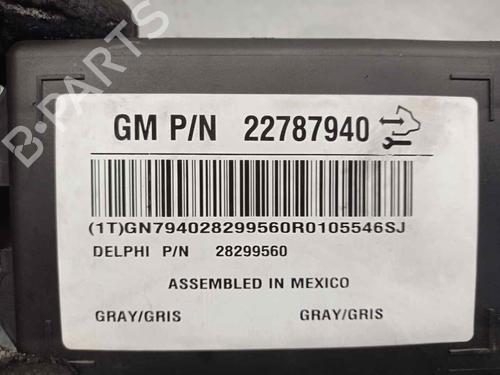 B-PARTS
GM P/N 22787940
(1T)GN794028299560R0105546SJ
DELPHI P/N 28299560
ASSEMBLED IN MEXICO
GRAY/GRIS GRAY/GRIS